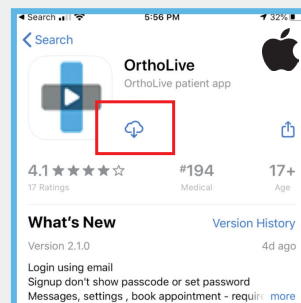 Search
5:56 PM
32%
Search
OrthoLive
OrthoLive patient app
4.1 ★★★★☆
#194
17+
17 Ratings
Medical
Age
What's New
Version History
Version 2.1.0
4d ago
Login using email
Signup don't show passcode or set password
Messages, settings , book appointment - require more